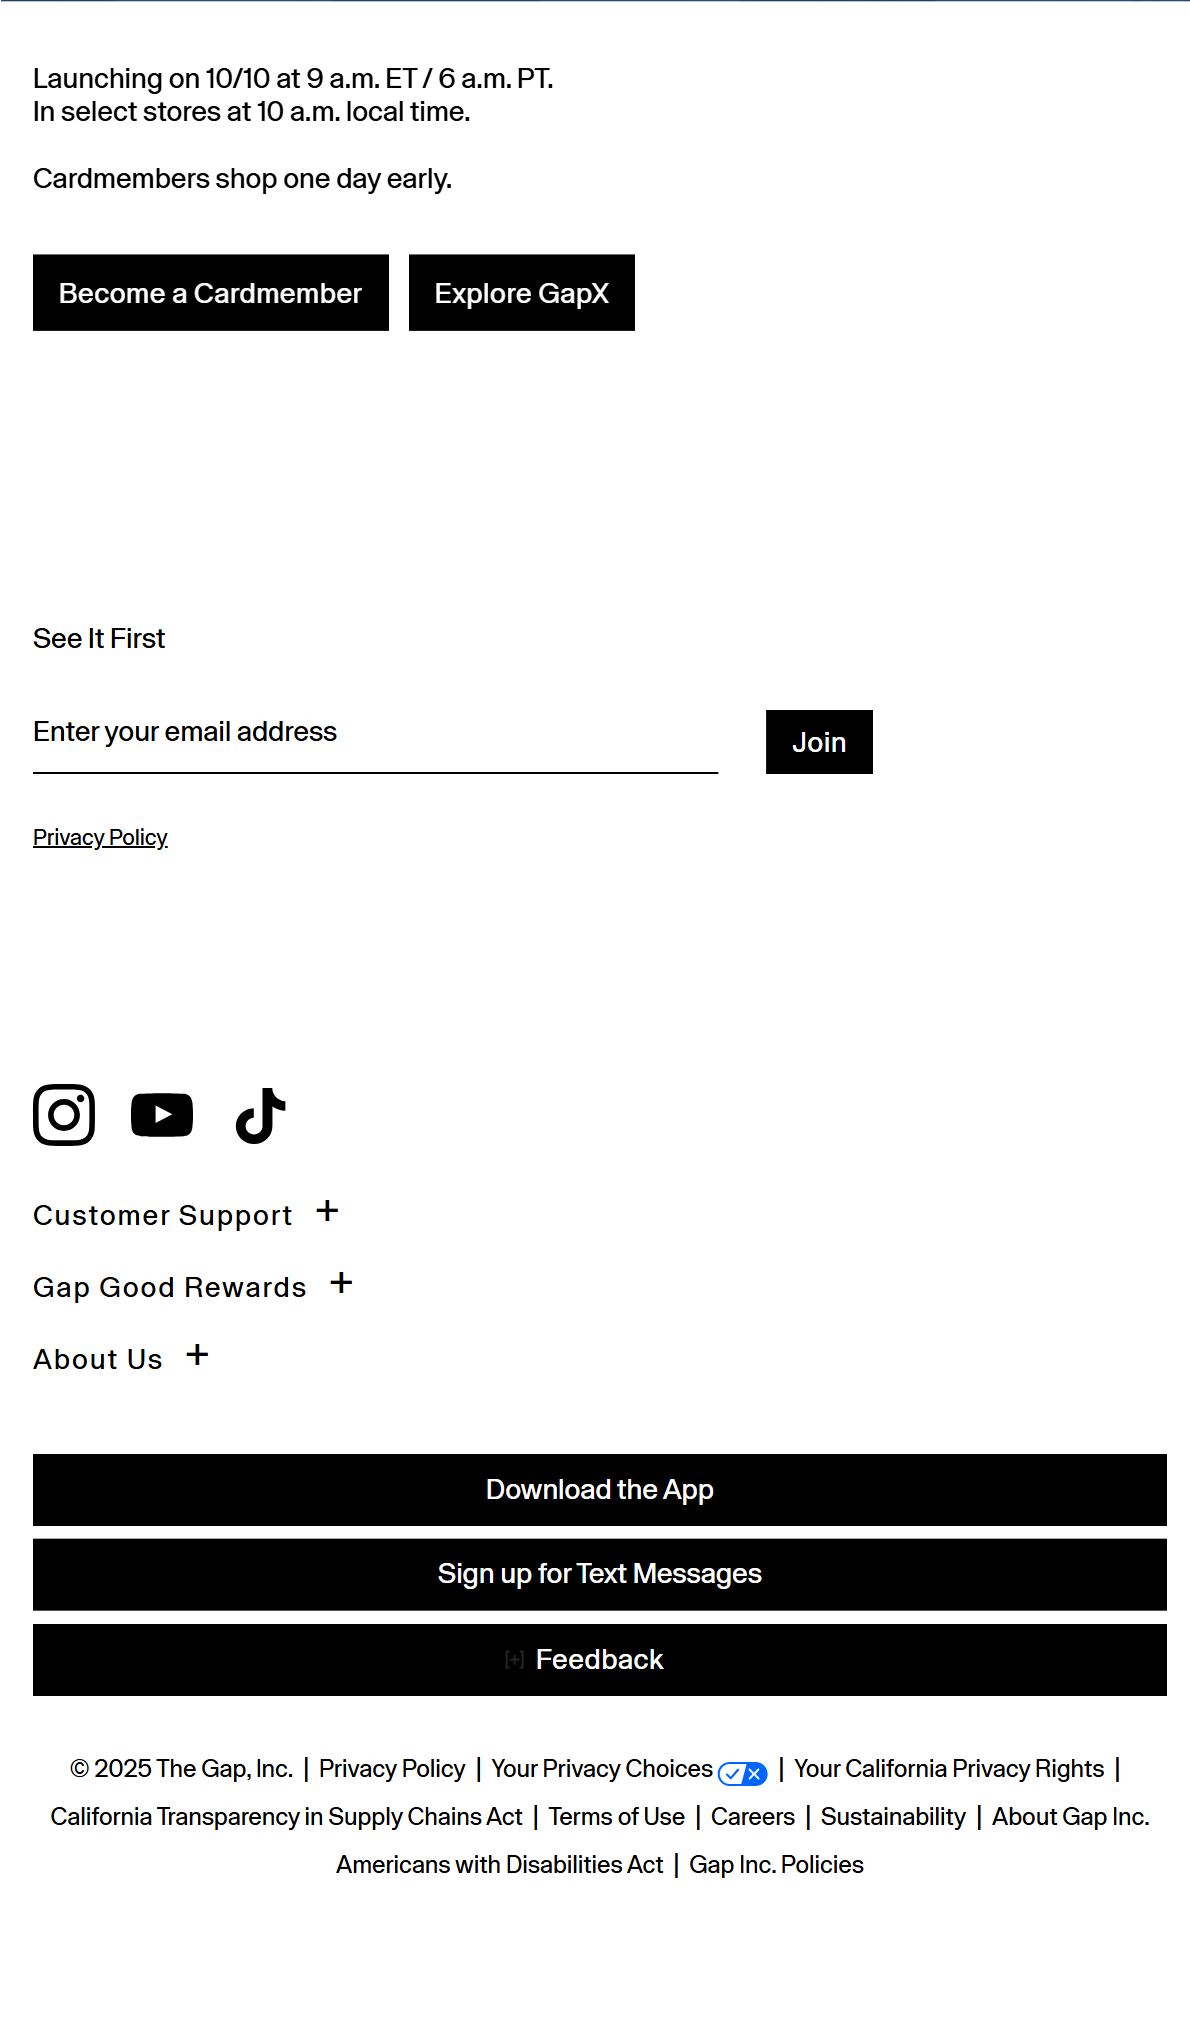 Launching on 10/10 at 9 a.m. ET / 6 a.m. PT.
In select stores at 10 a.m. local time.
Cardmembers shop one day early.
Become a Cardmember
Explore GapX
See It First
Enter your email address
Join
Privacy Policy
Customer Support +
Gap Good Rewards +
About Us +
Download the App
Sign up for Text Messages
[+] Feedback
© 2025 The Gap, Inc. | Privacy Policy | Your Privacy Choices | Your California Privacy Rights |
California Transparency in Supply Chains Act | Terms of Use | Careers | Sustainability | About Gap Inc.
Americans with Disabilities Act | Gap Inc. Policies